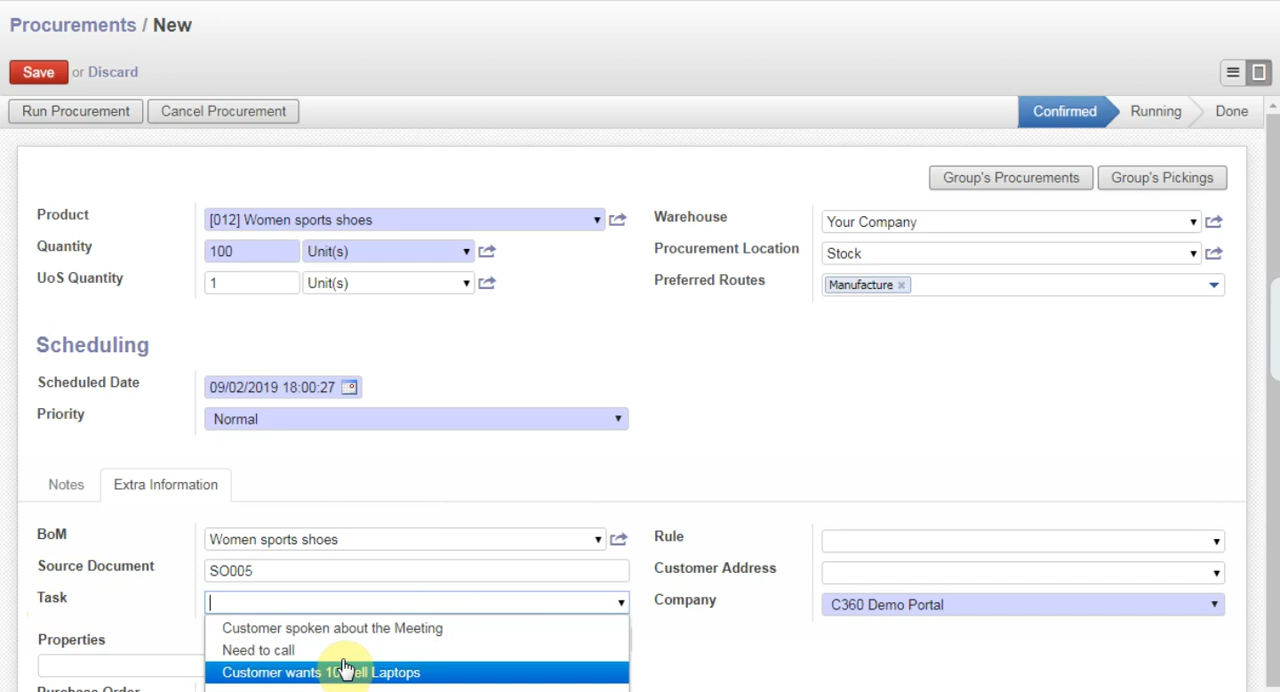 Procurements / New
Save or Discard
Run Procurement Cancel Procurement Confirmed Running Done
Group's Procurements Group's Pickings
Product [012] Women sports shoes Warehouse Your Company
Quantity 100 Unit(s) Procurement Location Stock
UoS Quantity 1 Unit(s) Preferred Routes Manufacture ×
Scheduling
Scheduled Date 09/02/2019 18:00:27
Priority Normal
Notes Extra Information
BoM Women sports shoes Rule
Source Document SO005 Customer Address
Task Company C360 Demo Portal
Customer spoken about the Meeting
Properties Need to call
Customer wants Laptops
Purchase Order